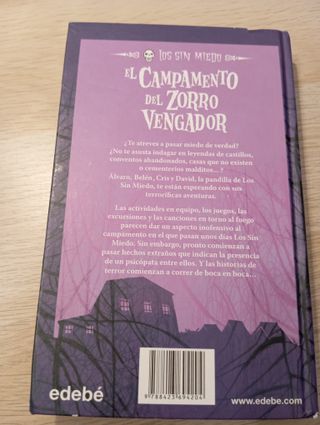 LOS SIN MIEDO
EL CAMPAMENTO
DEL ZORRO
VENGADOR
¿Te atreves a pasar miedo de verdad?
¿No te asusta indagar en leyendas de castillos,
conventos abandonados, casas que no existen
o cementerios malditos...?
Álvaro, Belén, Cris y David, la pandilla de Los
Sin Miedo, te están esperando con sus
terroríficas aventuras.
Las actividades en equipo, los juegos, las
excursiones y las canciones en torno al fuego
parecen dar un aspecto inofensivo al
campamento en el que pasan unos días Los Sin
Miedo. Sin embargo, pronto comienzan a
pasar hechos extraños que indican la presencia
de un psicópata entre ellos. Y las historias de
terror comienzan a correr de boca en boca...
9 788423 694204
edebé
www.edebe.com